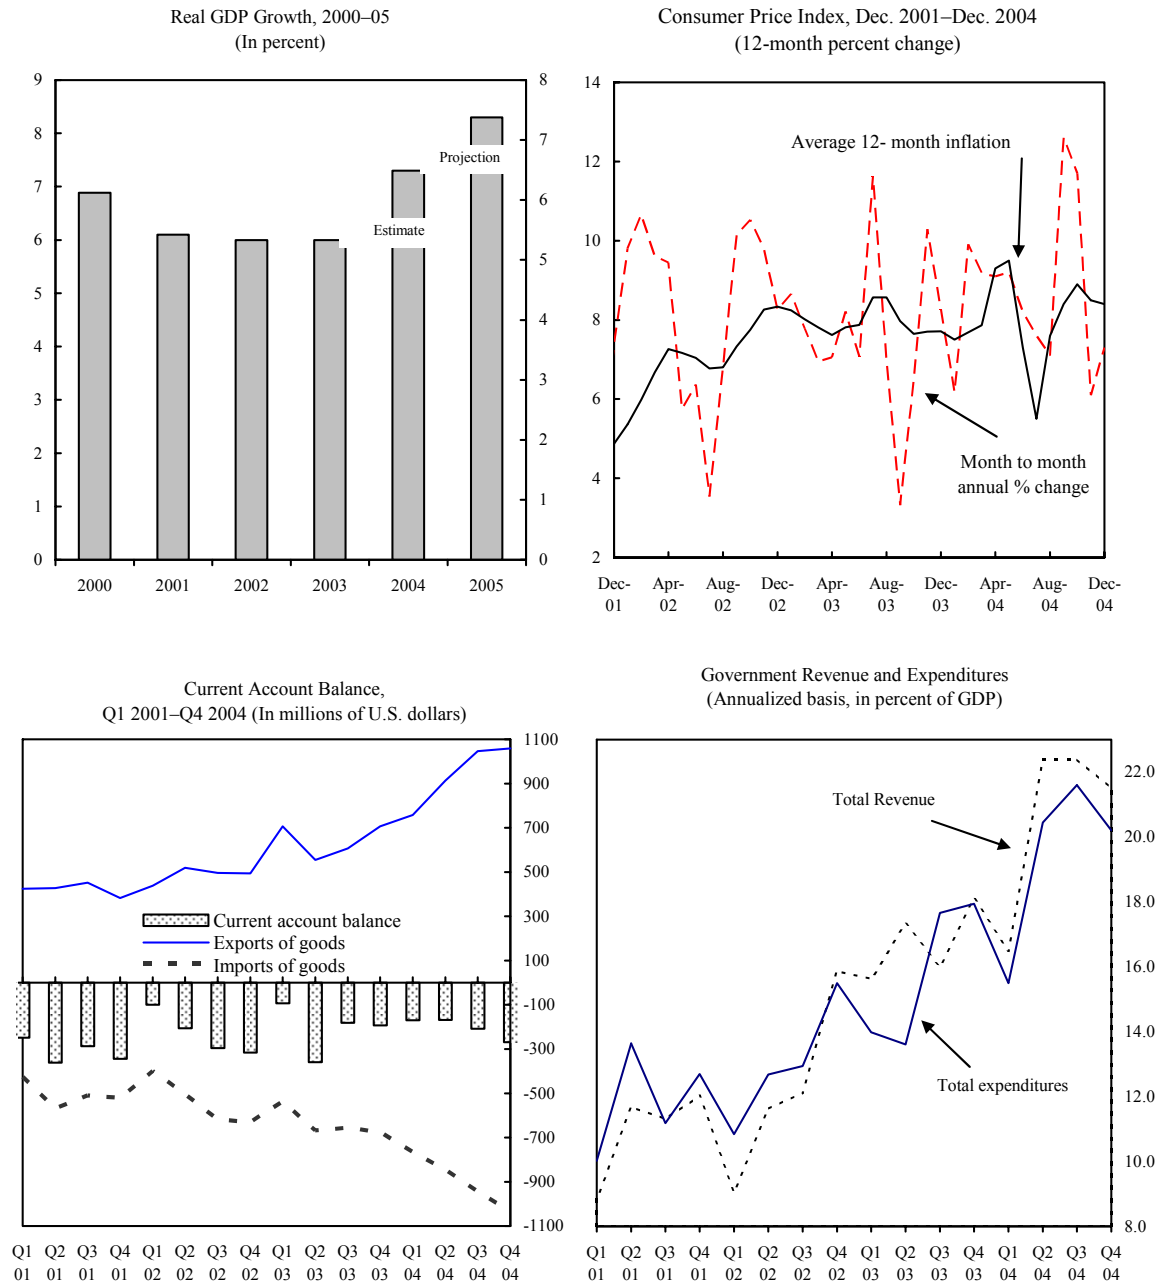 Real GDP Growth, 2000–05
(In percent)
9
8
7
6
5
4
3
2
1
0
8
7
6
5
4
3
2
1
0
Projection
Estimate
2000 2001 2002 2003 2004 2005
Consumer Price Index, Dec. 2001–Dec. 2004
(12-month percent change)
14
12
10
8
6
4
2
Average 12- month inflation
Month to month
annual % change
Dec- Apr- Aug- Dec- Apr- Aug- Dec- Apr- Aug- Dec-
01 02 02 02 03 03 03 04 04 04
Current Account Balance,
Q1 2001–Q4 2004 (In millions of U.S. dollars)
1100
900
700
500
300
100
-100
-300
-500
-700
-900
-1100
Current account balance
Exports of goods
Imports of goods
Q1 Q2 Q3 Q4 Q1 Q2 Q3 Q4 Q1 Q2 Q3 Q4 Q1 Q2 Q3 Q4
01 01 01 01 02 02 02 02 03 03 03 03 04 04 04 04
Government Revenue and Expenditures
(Annualized basis, in percent of GDP)
22.0
20.0
18.0
16.0
14.0
12.0
10.0
8.0
Total Revenue
Total expenditures
Q1 Q2 Q3 Q4 Q1 Q2 Q3 Q4 Q1 Q2 Q3 Q4 Q1 Q2 Q3 Q4
01 01 01 01 02 02 02 02 03 03 03 03 04 04 04 04